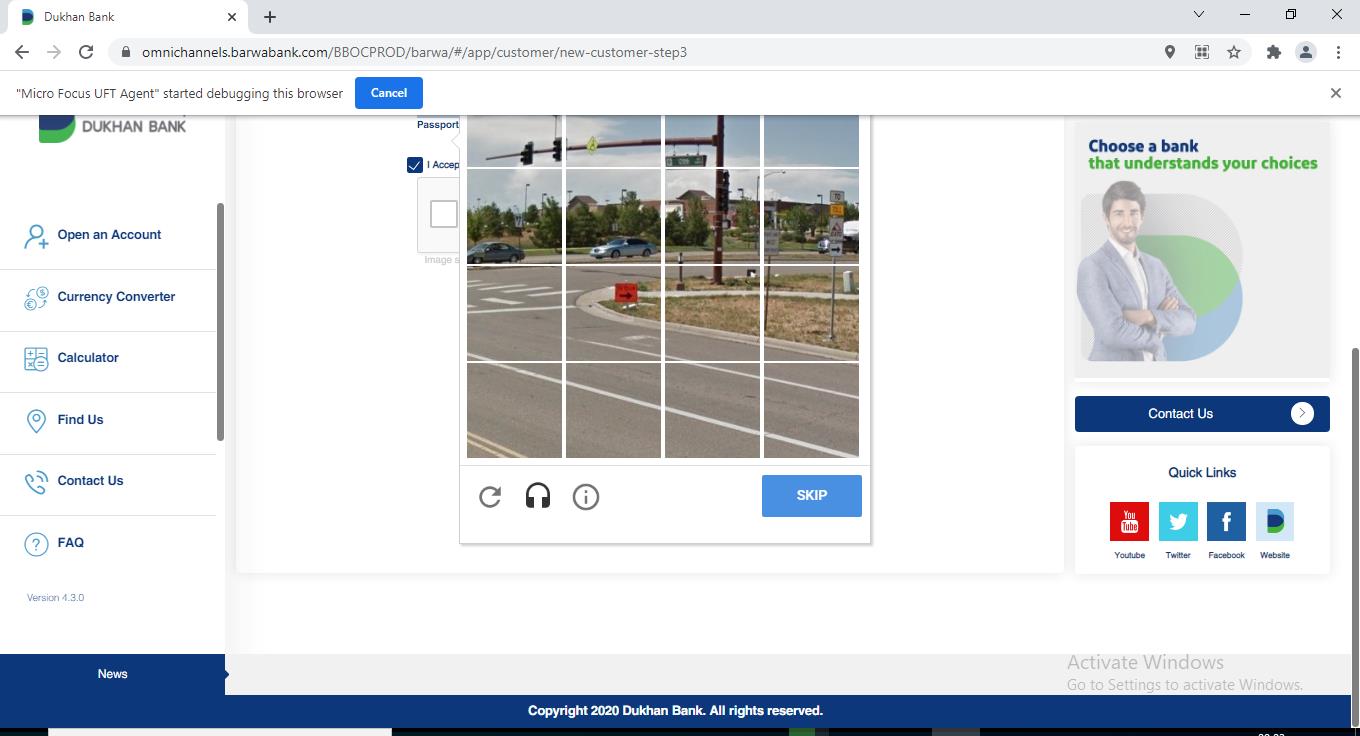 Dukhan Bank
omnichannels.barwabank.com/BBOCPROD/barwa/#/app/customer/new-customer-step3
"Micro Focus UFT Agent" started debugging this browser
Cancel
DUKHAN BANK
Open an Account
Currency Converter
Calculator
Find Us
Contact Us
FAQ
Version 4.3.0
News
Passport
I Accep
Image s
SKIP
Choose a bank
that understands your choices
Contact Us
Quick Links
You
Tube
Youtube
Twitter
Facebook
Website
Activate Windows
Go to Settings to activate Windows.
Copyright 2020 Dukhan Bank. All rights reserved.